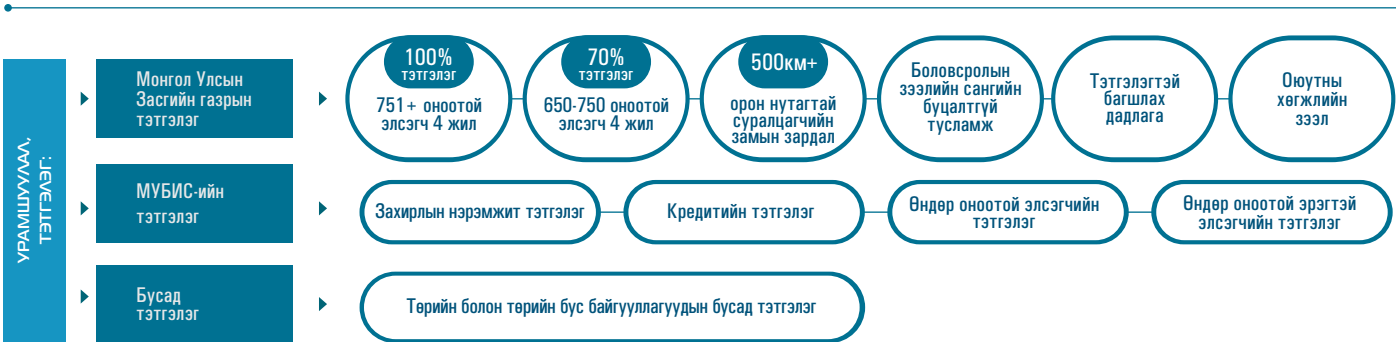 УРАМШУУЛАЛ,
ТЭТГЭЛЭГ:
Монгол Улсын
Засгийн газрын
тэтгэлэг
100%
тэтгэлэг
751+ оноотой
элсэгч 4 жил
70%
тэтгэлэг
650-750 оноотой
элсэгч 4 жил
500км+
орон нутагтай
суралцагчийн
замын зардал
Боловсролын
зээлийн сангийн
буцалтгүй
тусламж
Тэтгэлэгтэй
багшлах
дадлага
Оюутны
хөгжлийн
зээл
МУБИС-ийн
тэтгэлэг
Захирлын нэрэмжит тэтгэлэг
Кредитийн тэтгэлэг
Өндөр оноотой элсэгчийн
тэтгэлэг
Өндөр оноотой эрэгтэй
элсэгчийн тэтгэлэг
Бусад
тэтгэлэг
Төрийн болон төрийн бус байгууллагуудын бусад тэтгэлэг